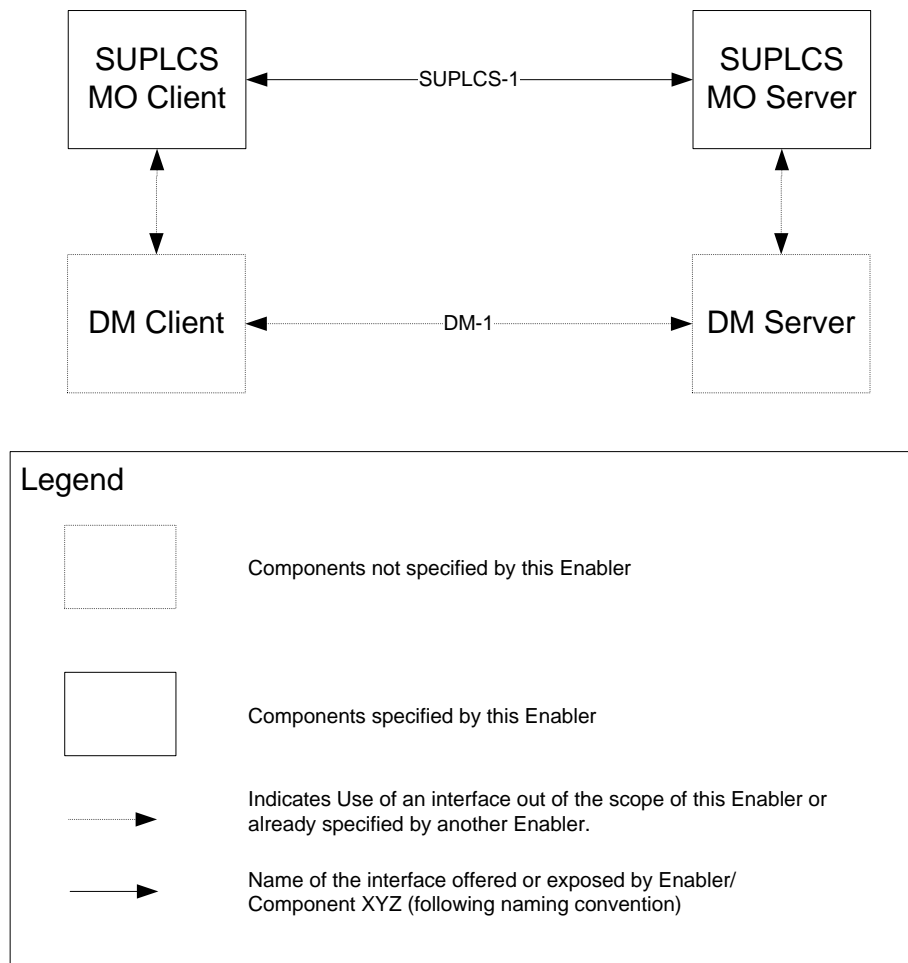 SUPLCS
MO Client
SUPLCS-1
SUPLCS
MO Server
DM Client
DM-1
DM Server
Legend
Components not specified by this Enabler
Components specified by this Enabler
Indicates Use of an interface out of the scope of this Enabler or
already specified by another Enabler.
Name of the interface offered or exposed by Enabler/
Component XYZ (following naming convention)